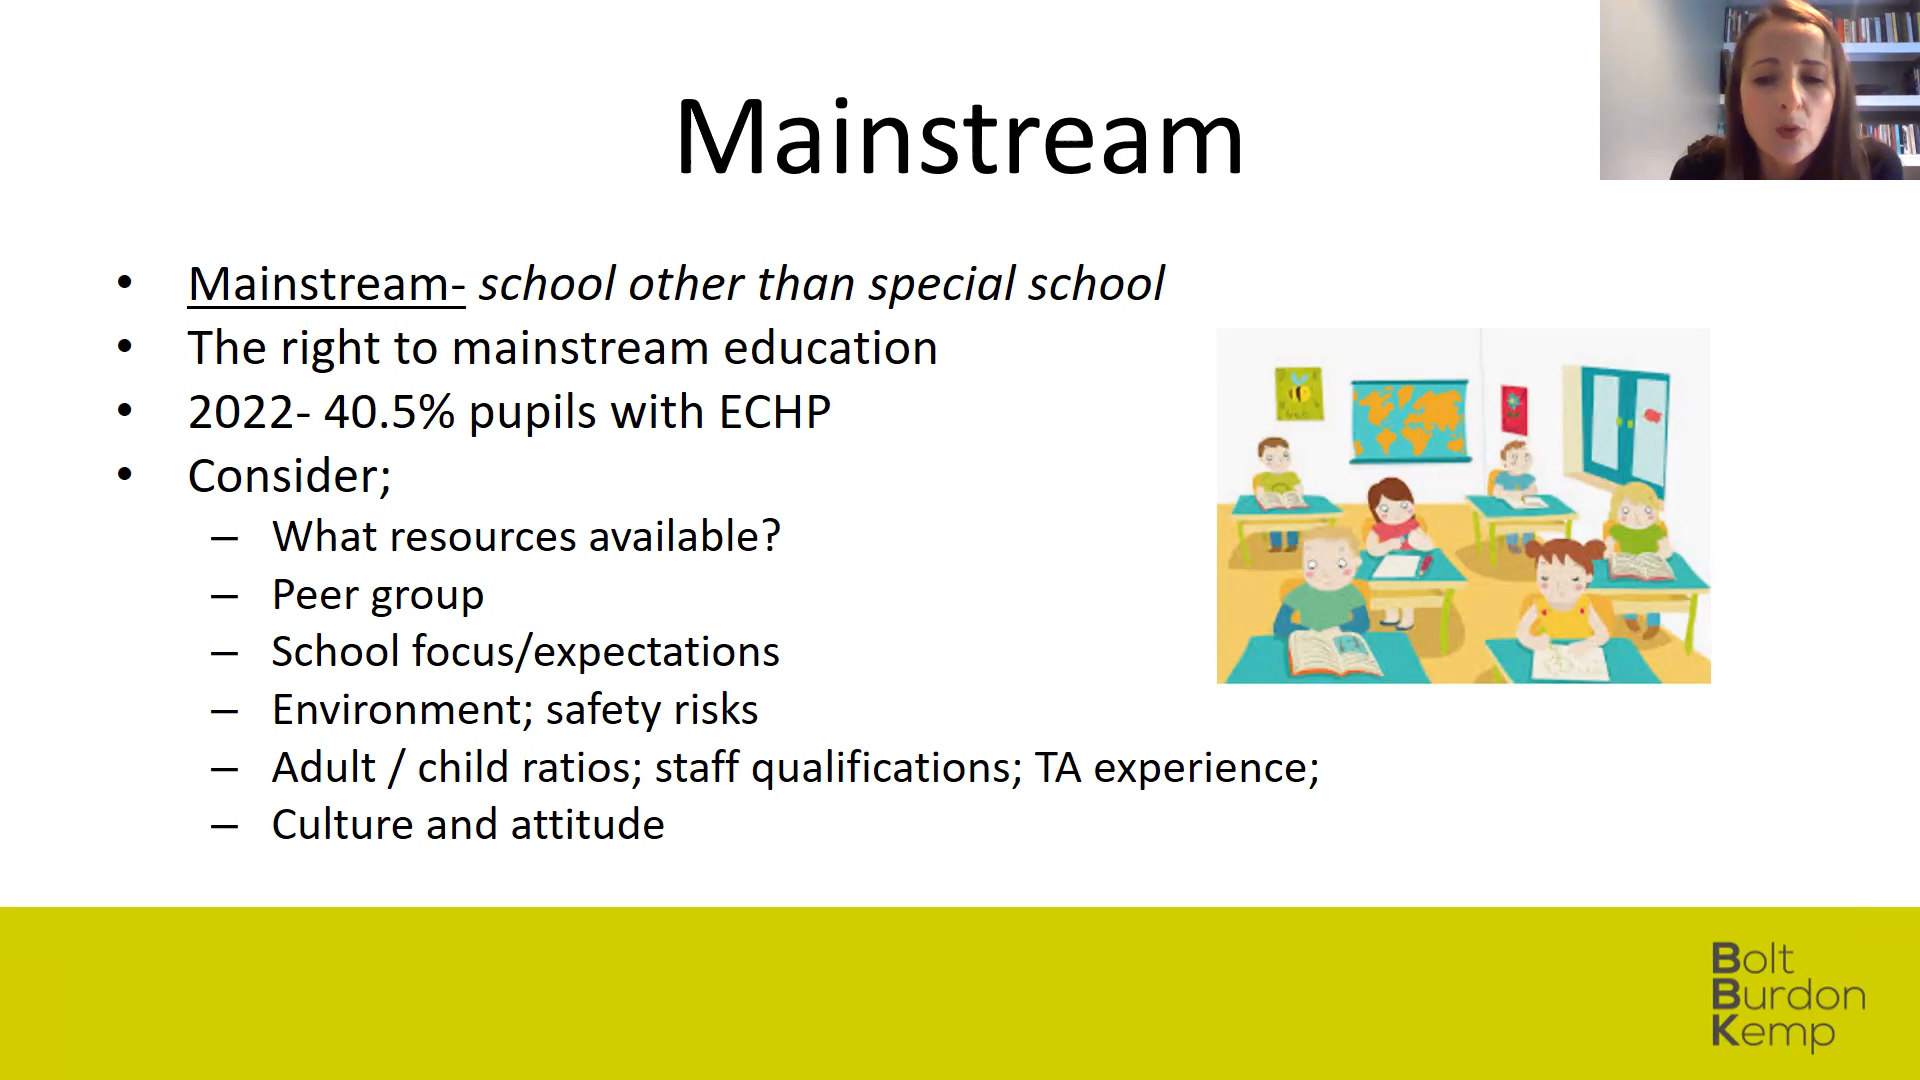 Mainstream
• Mainstream- school other than special school
• The right to mainstream education
• 2022- 40.5% pupils with ECHP
• Consider;
– What resources available?
– Peer group
– School focus/expectations
– Environment; safety risks
– Adult / child ratios; staff qualifications; TA experience;
– Culture and attitude
Bolt
Burdon
Kemp